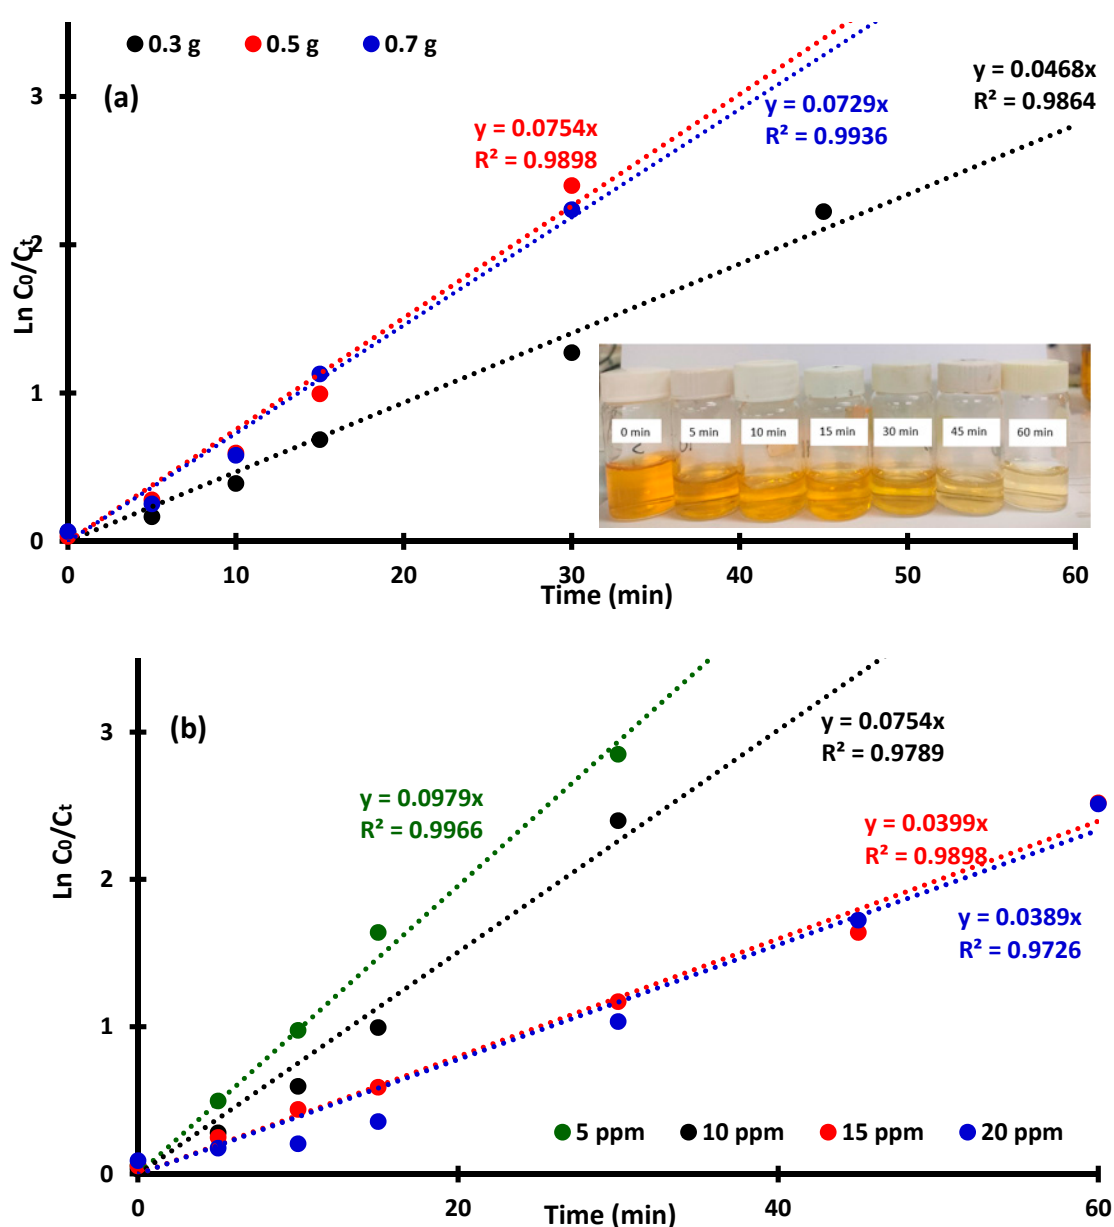 0.3 g 0.5 g 0.7 g
(a)
y = 0.0468x
R² = 0.9864
y = 0.0729x
R² = 0.9936
y = 0.0754x
R² = 0.9898
3
2
1
0
Ln C₀/Cₜ
0 min 5 min 10 min 15 min 30 min 45 min 60 min
0 10 20 30 40 50 60
Time (min)
(b)
y = 0.0754x
R² = 0.9789
y = 0.0979x
R² = 0.9966
y = 0.0399x
R² = 0.9898
y = 0.0389x
R² = 0.9726
3
2
1
0
Ln C₀/Cₜ
5 ppm 10 ppm 15 ppm 20 ppm
0 20 40 60
Time (min)